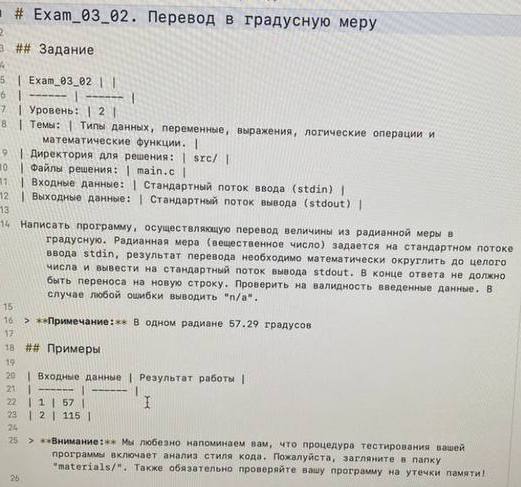 1 # Exam_03_02. Перевод в градусную меру
2
3 ## Задание
4
5 | Exam_03_02 | |
6 | ------ | ------ |
7 | Уровень: | 2 |
8 | Темы: | Типы данных, переменные, выражения, логические операции и
математические функции. |
9 | Директория для решения: | src/ |
10 | Файлы решения: | main.c |
11 | Входные данные: | Стандартный поток ввода (stdin) |
12 | Выходные данные: | Стандартный поток вывода (stdout) |
13
14 Написать программу, осуществляющую перевод величины из радианной меры в
градусную. Радианная мера (вещественное число) задается на стандартном потоке
ввода stdin, результат перевода необходимо математически округлить до целого
числа и вывести на стандартный поток вывода stdout. В конце ответа не должно
быть переноса на новую строку. Проверить на валидность введенные данные. В
случае любой ошибки выводить "n/a".
15
16 > **Примечание:** В одном радиане 57.29 градусов
17
18 ## Примеры
19
20 | Входные данные | Результат работы |
21 | ------ | ------ |
22 | 1 | 57 |
23 | 2 | 115 |
24
25 > **Внимание:** Мы любезно напоминаем вам, что процедура тестирования вашей
программы включает анализ стиля кода. Пожалуйста, загляните в папку
"materials/". Также обязательно проверяйте вашу программу на утечки памяти!
26